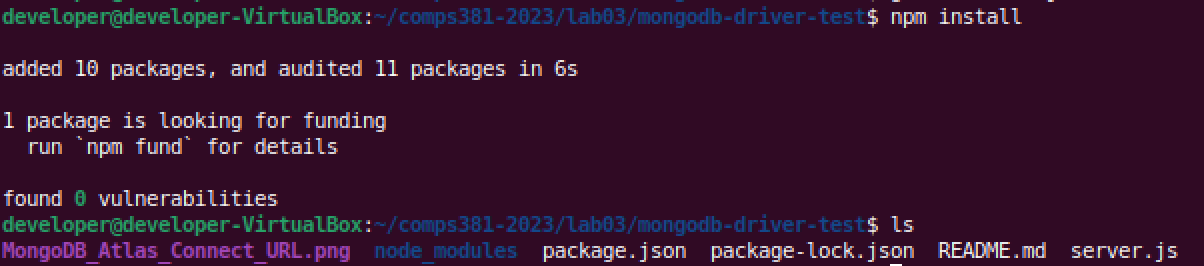 developer@developer-VirtualBox:~/comps381-2023/lab03/mongodb-driver-test$ npm install
added 10 packages, and audited 11 packages in 6s
1 package is looking for funding
  run `npm fund` for details
found 0 vulnerabilities
developer@developer-VirtualBox:~/comps381-2023/lab03/mongodb-driver-test$ ls
MongoDB_Atlas_Connect_URL.png  node_modules  package.json  package-lock.json  README.md  server.js